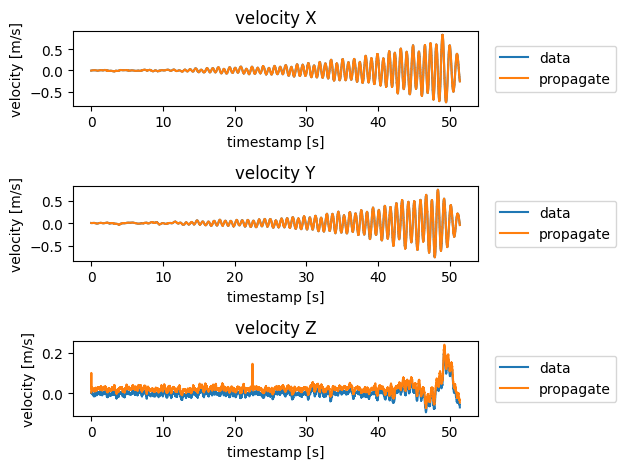 velocity X
velocity [m/s]
0.5
0.0
−0.5
0
10
20
30
40
50
timestamp [s]
data
propagate
velocity Y
velocity [m/s]
0.5
0.0
−0.5
0
10
20
30
40
50
timestamp [s]
data
propagate
velocity Z
velocity [m/s]
0.2
0.0
0
10
20
30
40
50
timestamp [s]
data
propagate